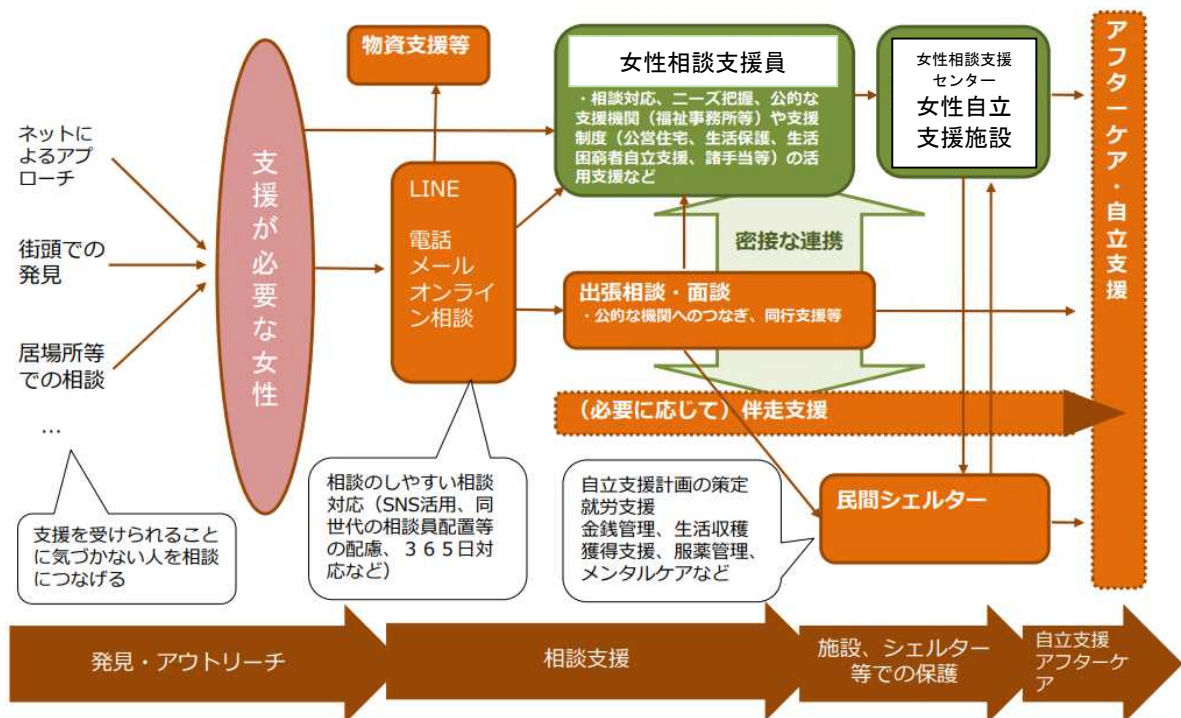 物資支援等
女性相談支援員
・相談対応、ニーズ把握、公的な
支援機関（福祉事務所等）や支援
制度（公営住宅、生活保護、生活
困窮者自立支援、諸手当等）の活
用支援など
女性相談支援
センター
女性自立
支援施設
アフターケア・自立支援
ネットに
よるアプ
ローチ
街頭での
発見
居場所等
での相談
…
支援が必要な女性
LINE
電話
メール
オンライ
ン相談
密接な連携
出張相談・面談
・公的な機関へのつなぎ、同行支援等
（必要に応じて）伴走支援
民間シェルター
支援を受けられること
に気づかない人を相談
につなげる
相談のしやすい相談
対応（SNS活用、同
世代の相談員配置等
の配慮、３６５日対
応など）
自立支援計画の策定
就労支援
金銭管理、生活収穫
獲得支援、服薬管理、
メンタルケアなど
発見・アウトリーチ
相談支援
施設、シェルター
等での保護
自立支援
アフターケ
ア